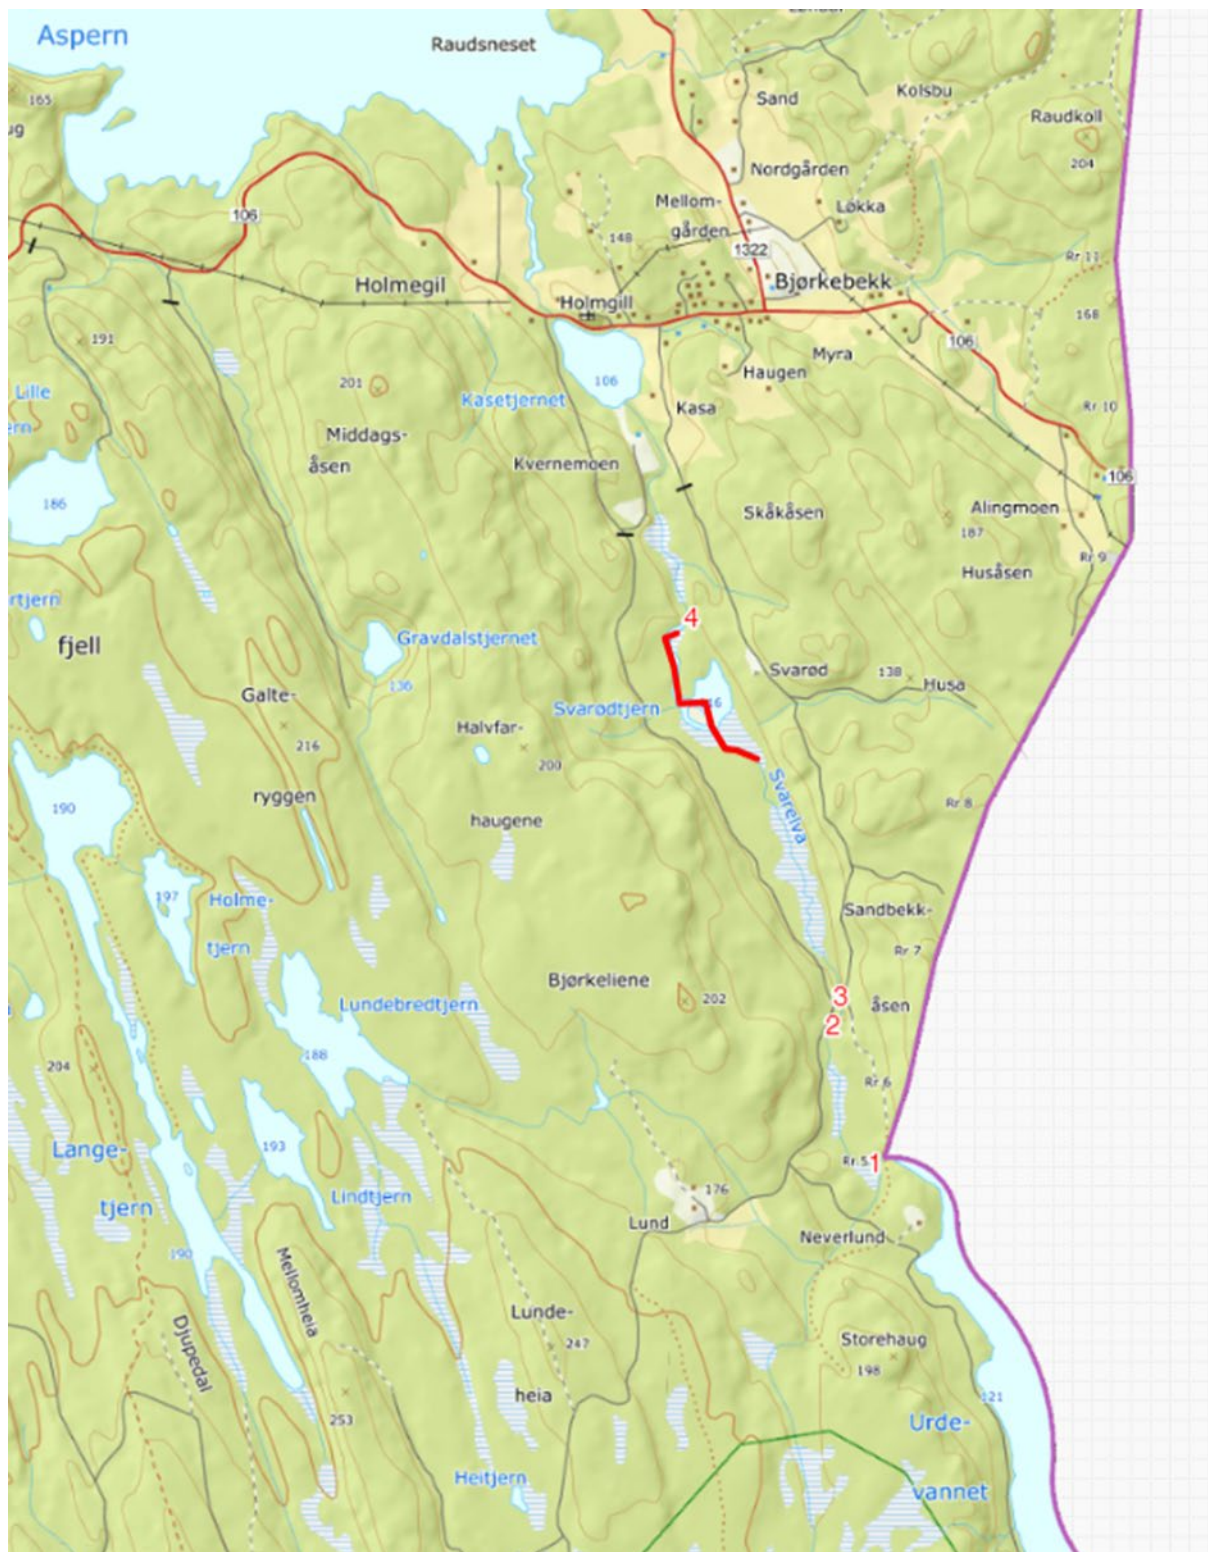 Aspern
Raudsneset
165
Sand
Kolsbu
Raudkoll
204
Nordgården
Mellom-
gården
Løkka
106
148
1322
Rr 11
Holmegil
Holmgill
Bjørkebekk
168
191
106
Myra
201
106
Haugen
Lille
Kasetjernet
Kasa
Rr 10
Middags-
åsen
Kvernemoen
106
186
Skåkåsen
Alingmoen
187
Rr 9
Husåsen
4
fjell
Gravdalstjernet
136
Svarød
138
Husa
Galte-
Svarødtjern
16
216
Halvfar-
200
ryggen
190
haugene
Svarelva
Rr 8
197
Holme-
tjern
Sandbekk-
Rr 7
Bjørkeliene
202
3
åsen
Lundebredtjern
2
188
204
Rr 6
193
Lange-
tjern
Rr 5
1
Lindtjern
176
Lund
Neverlund
190
Mellomheia
Djupedal
Lunde-
247
Storehaug
198
heia
121
253
Urde-
vannet
Heitjern